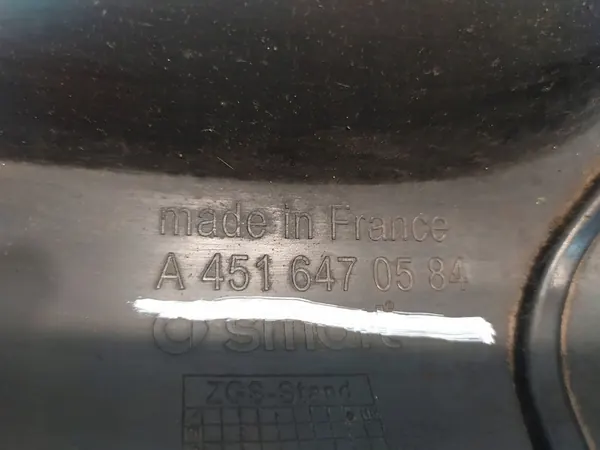 made in France
A 451 647 05 84
smart
ZGS-Stand